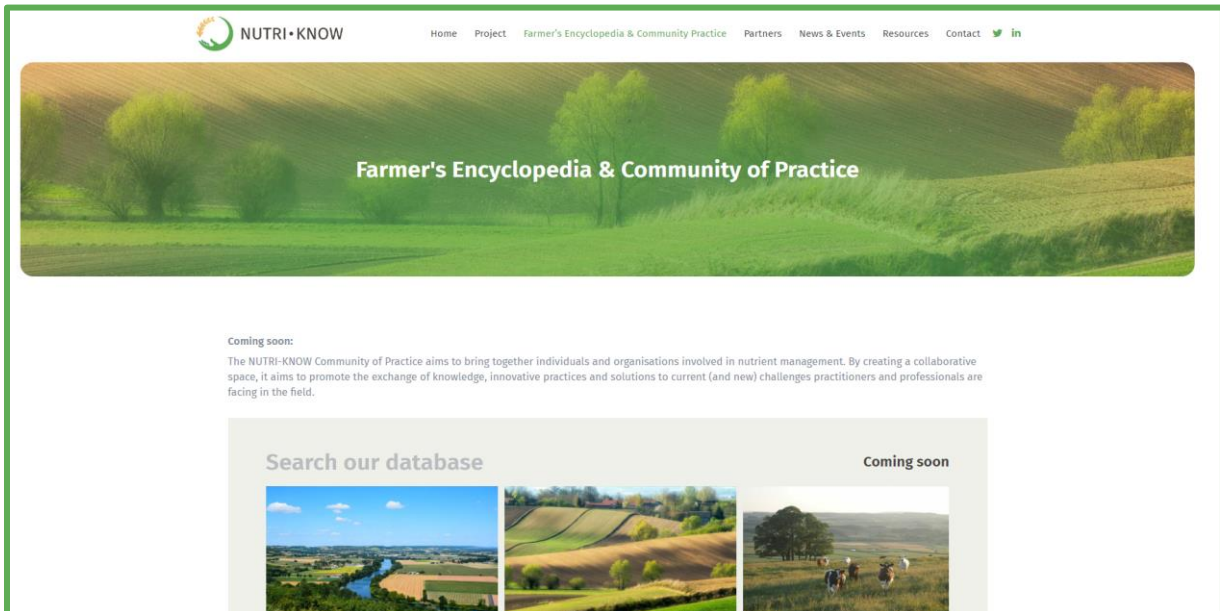 NUTRI•KNOW
Home Project Farmer's Encyclopedia & Community Practice Partners News & Events Resources Contact
Farmer's Encyclopedia & Community of Practice
Coming soon:
The NUTRI-KNOW Community of Practice aims to bring together individuals and organisations involved in nutrient management. By creating a collaborative
space, it aims to promote the exchange of knowledge, innovative practices and solutions to current (and new) challenges practitioners and professionals are
facing in the field.
Search our database
Coming soon